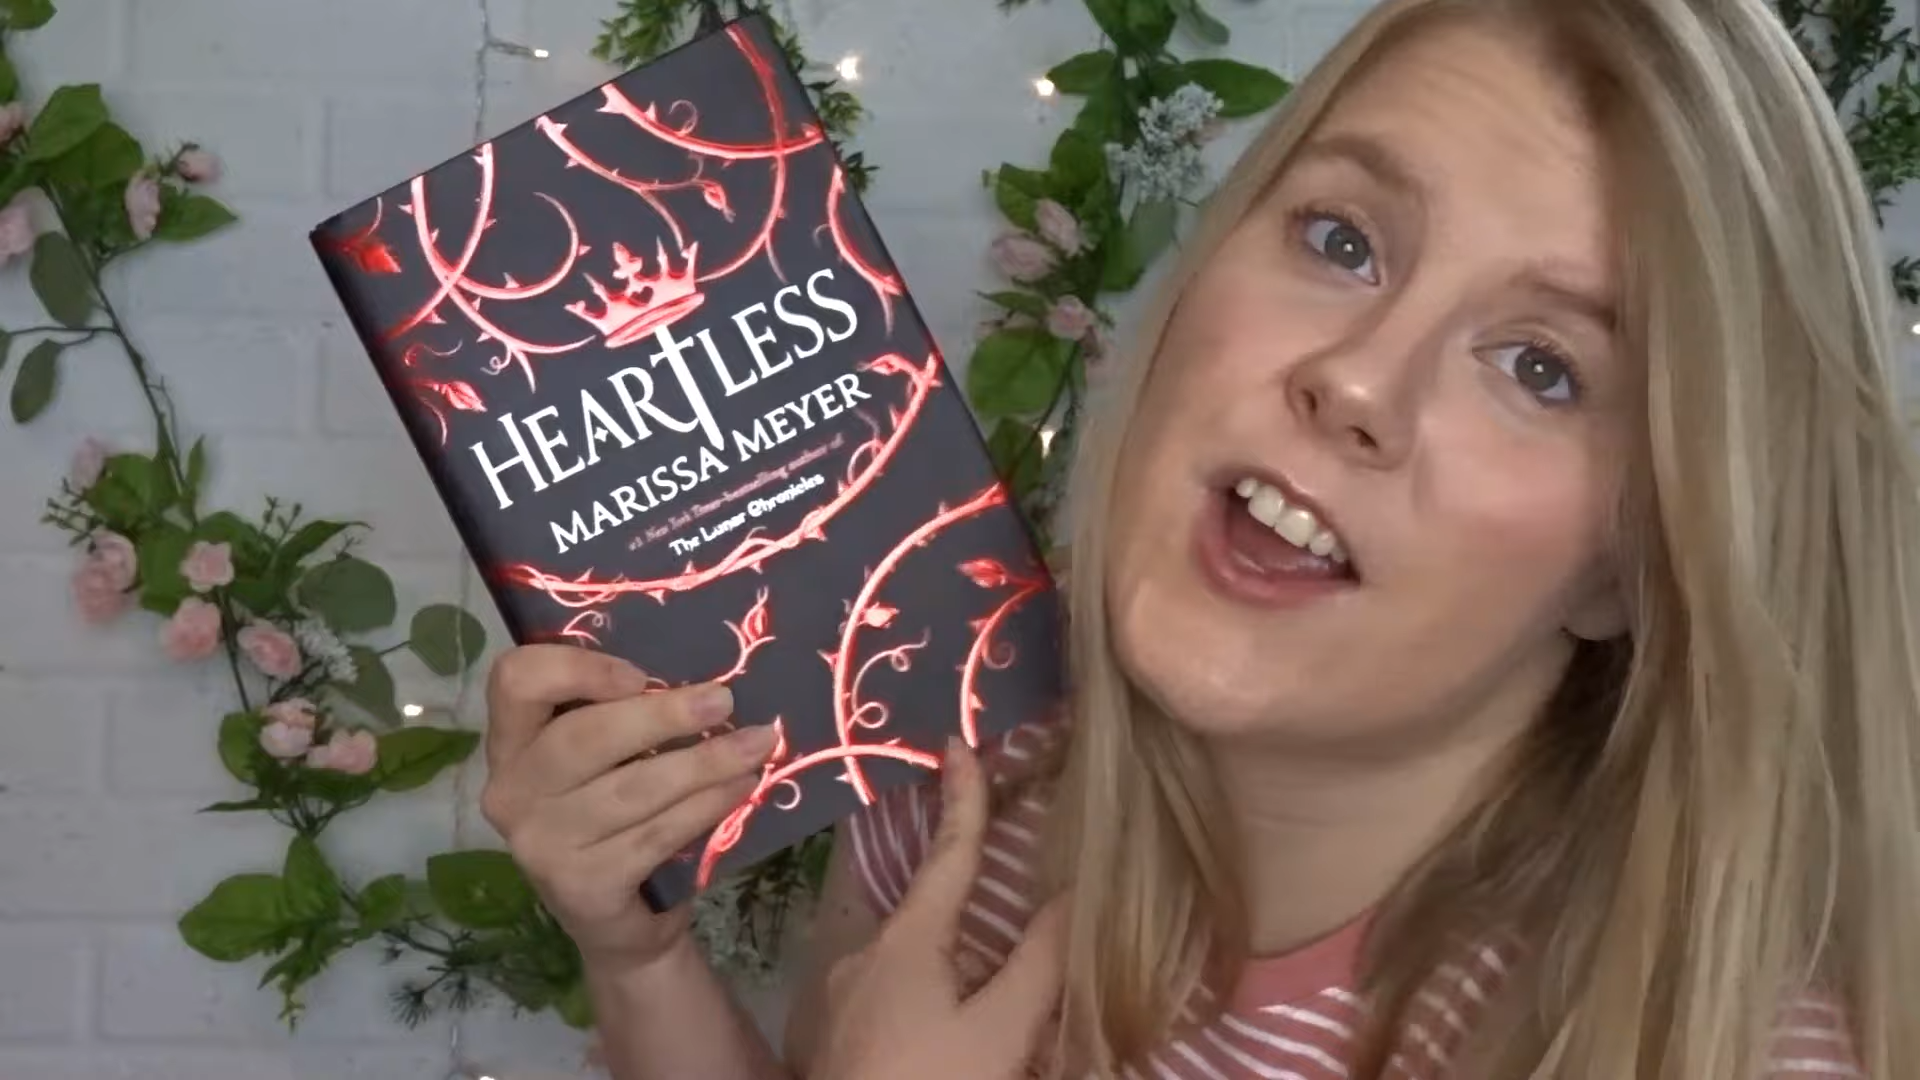 HEARTLESS
MARISSA MEYER
#1 New York Times-bestselling author of
The Lunar Chronicles